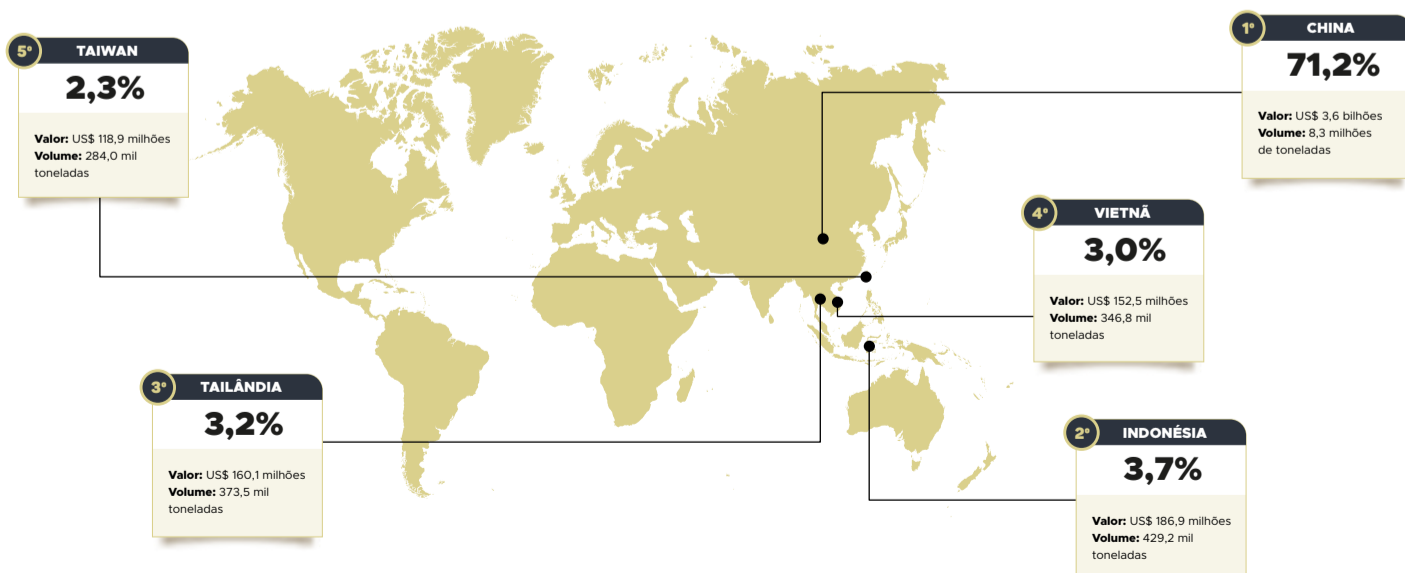 5º
TAIWAN
2,3%
Valor: US$ 118,9 milhões
Volume: 284,0 mil
toneladas
1º
CHINA
71,2%
Valor: US$ 3,6 bilhões
Volume: 8,3 milhões
de toneladas
4º
VIETNÃ
3,0%
Valor: US$ 152,5 milhões
Volume: 346,8 mil
toneladas
3º
TAILÂNDIA
3,2%
Valor: US$ 160,1 milhões
Volume: 373,5 mil
toneladas
2º
INDONÉSIA
3,7%
Valor: US$ 186,9 milhões
Volume: 429,2 mil
toneladas